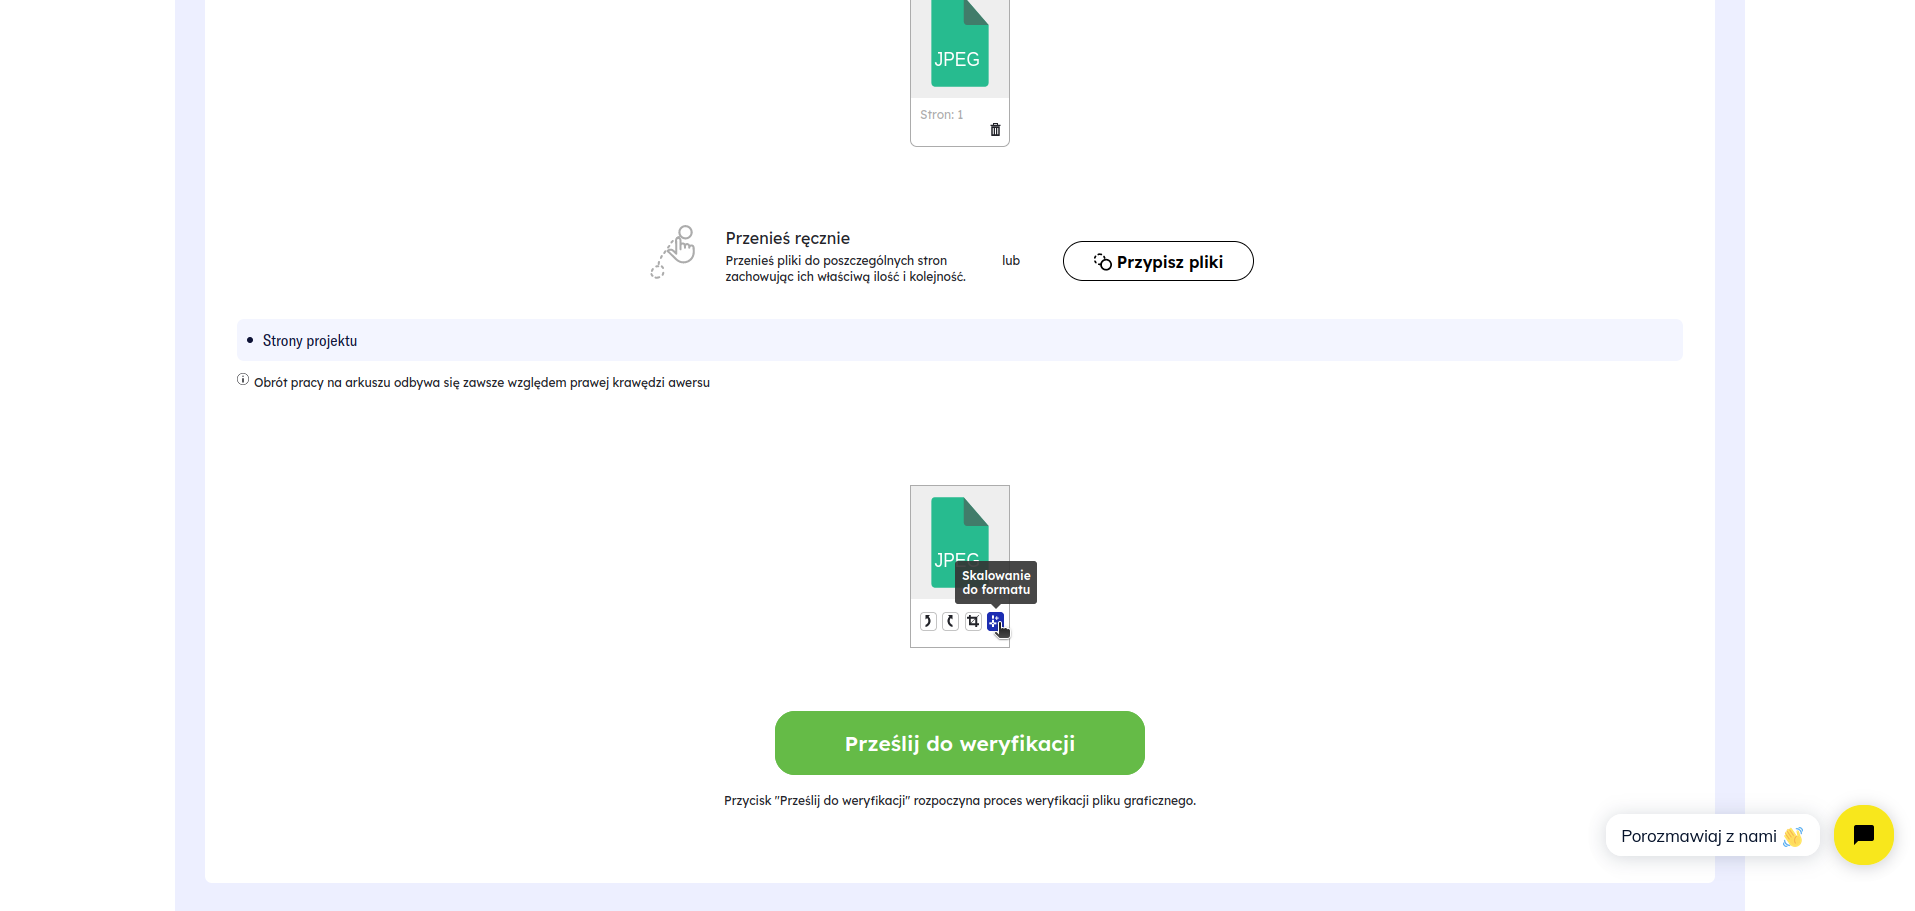 JPEG
Stron: 1
Przenieś ręcznie
Przenieś pliki do poszczególnych stron
zachowując ich właściwą ilość i kolejność.
lub
Przypisz pliki
Strony projektu
Obrót pracy na arkuszu odbywa się zawsze względem prawej krawędzi awersu
JPEG
Skalowanie
do formatu
Prześlij do weryfikacji
Przycisk "Prześlij do weryfikacji" rozpoczyna proces weryfikacji pliku graficznego.
Porozmawiaj z nami 👋